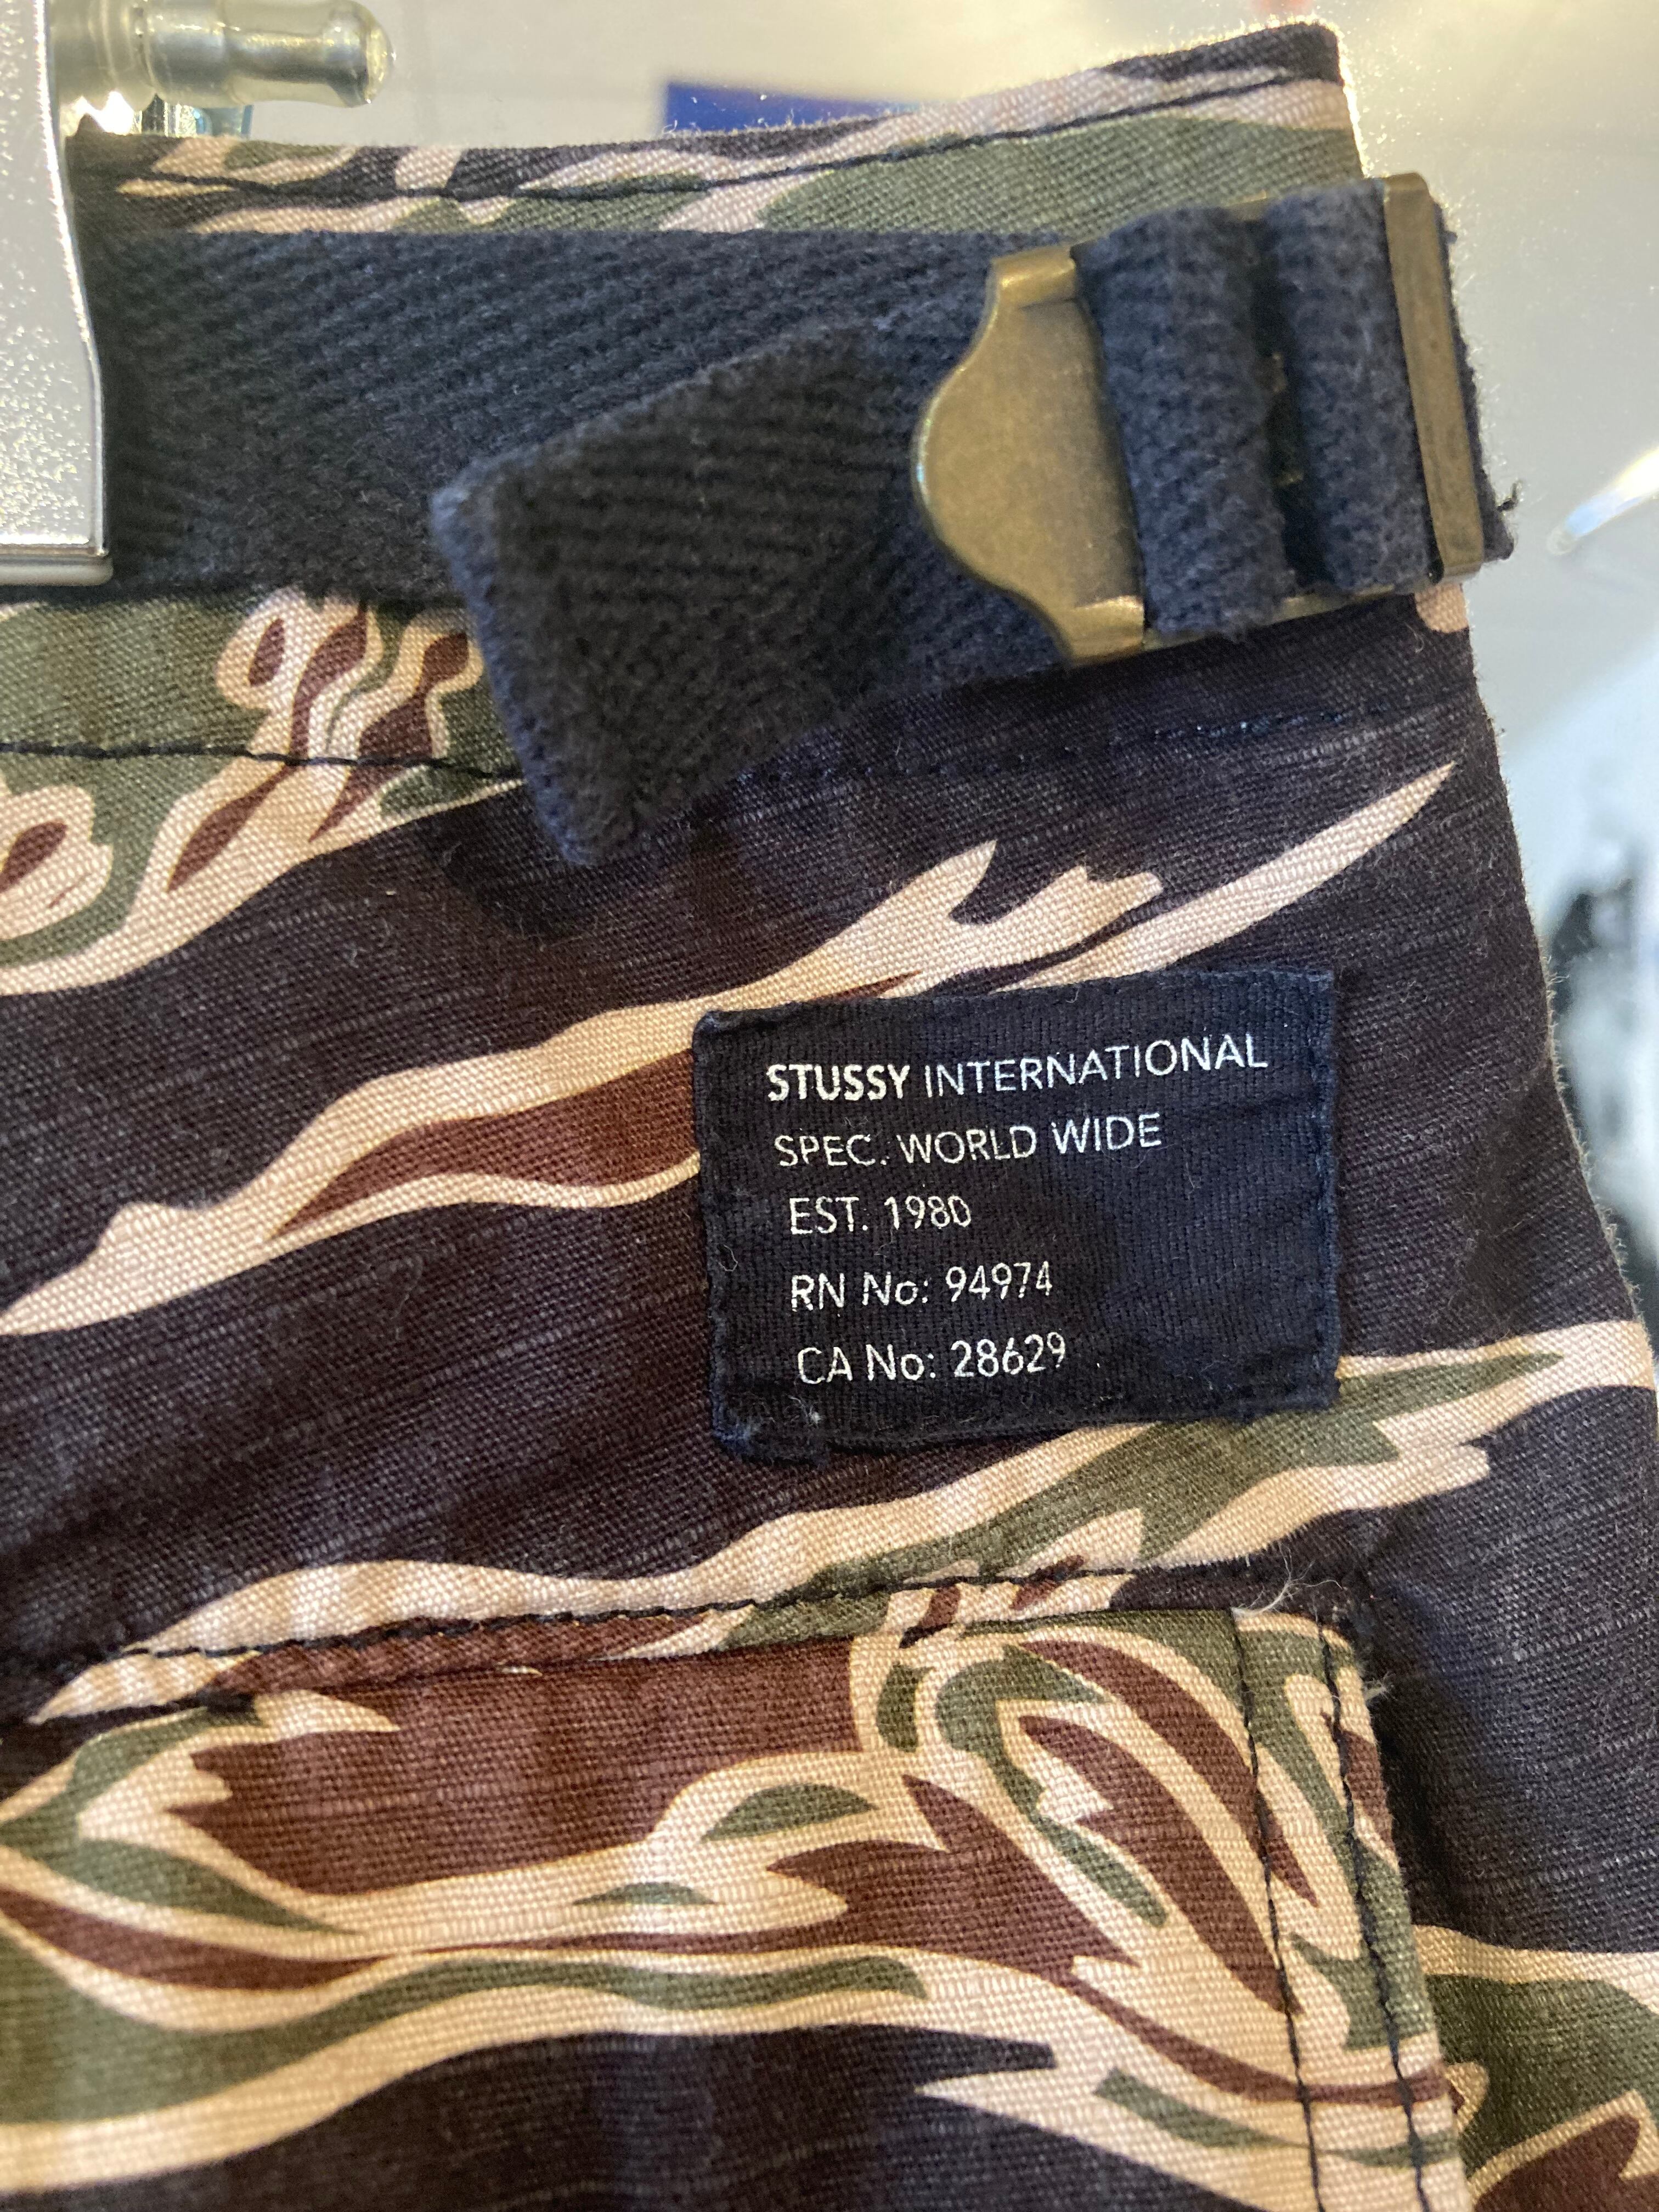 STUSSY INTERNATIONAL
SPEC. WORLD WIDE
EST. 1980
RN No: 94974
CA No: 28629